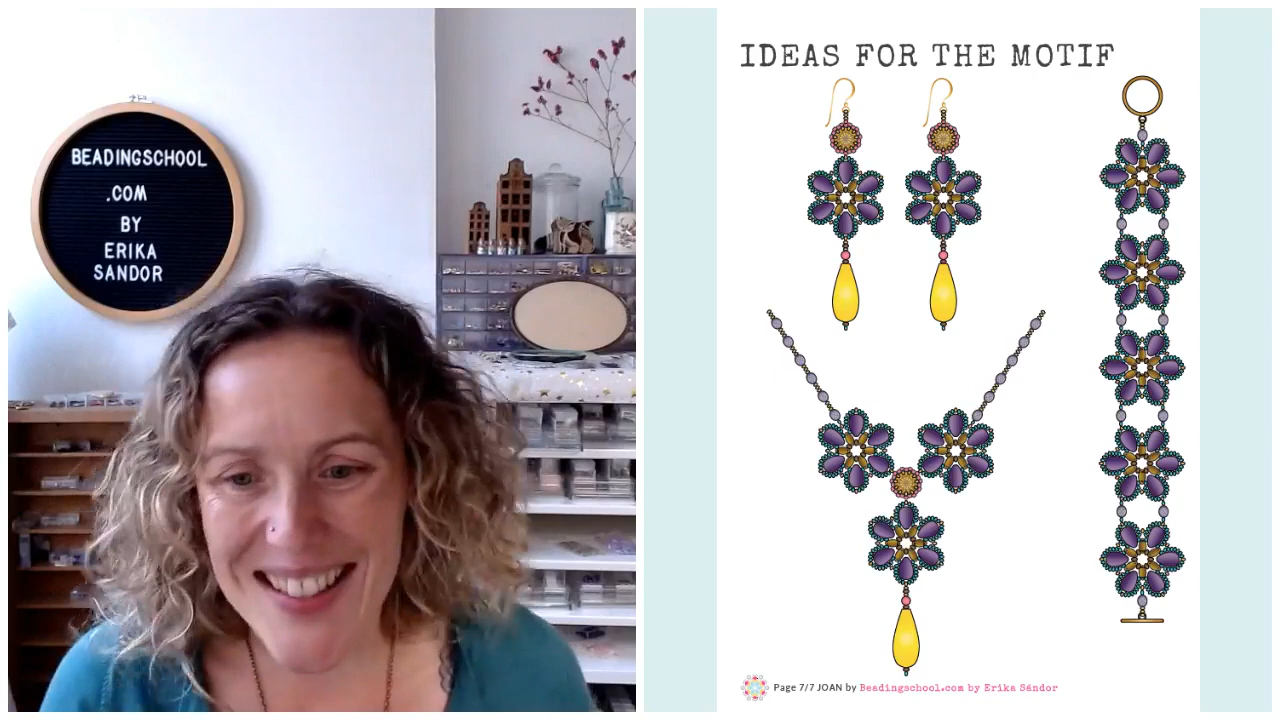 BEADINGSCHOOL
.COM
BY
ERIKA
SANDOR
IDEAS FOR THE MOTIF
Page 7/7 JOAN by Beadingschool.com by Erika Sándor